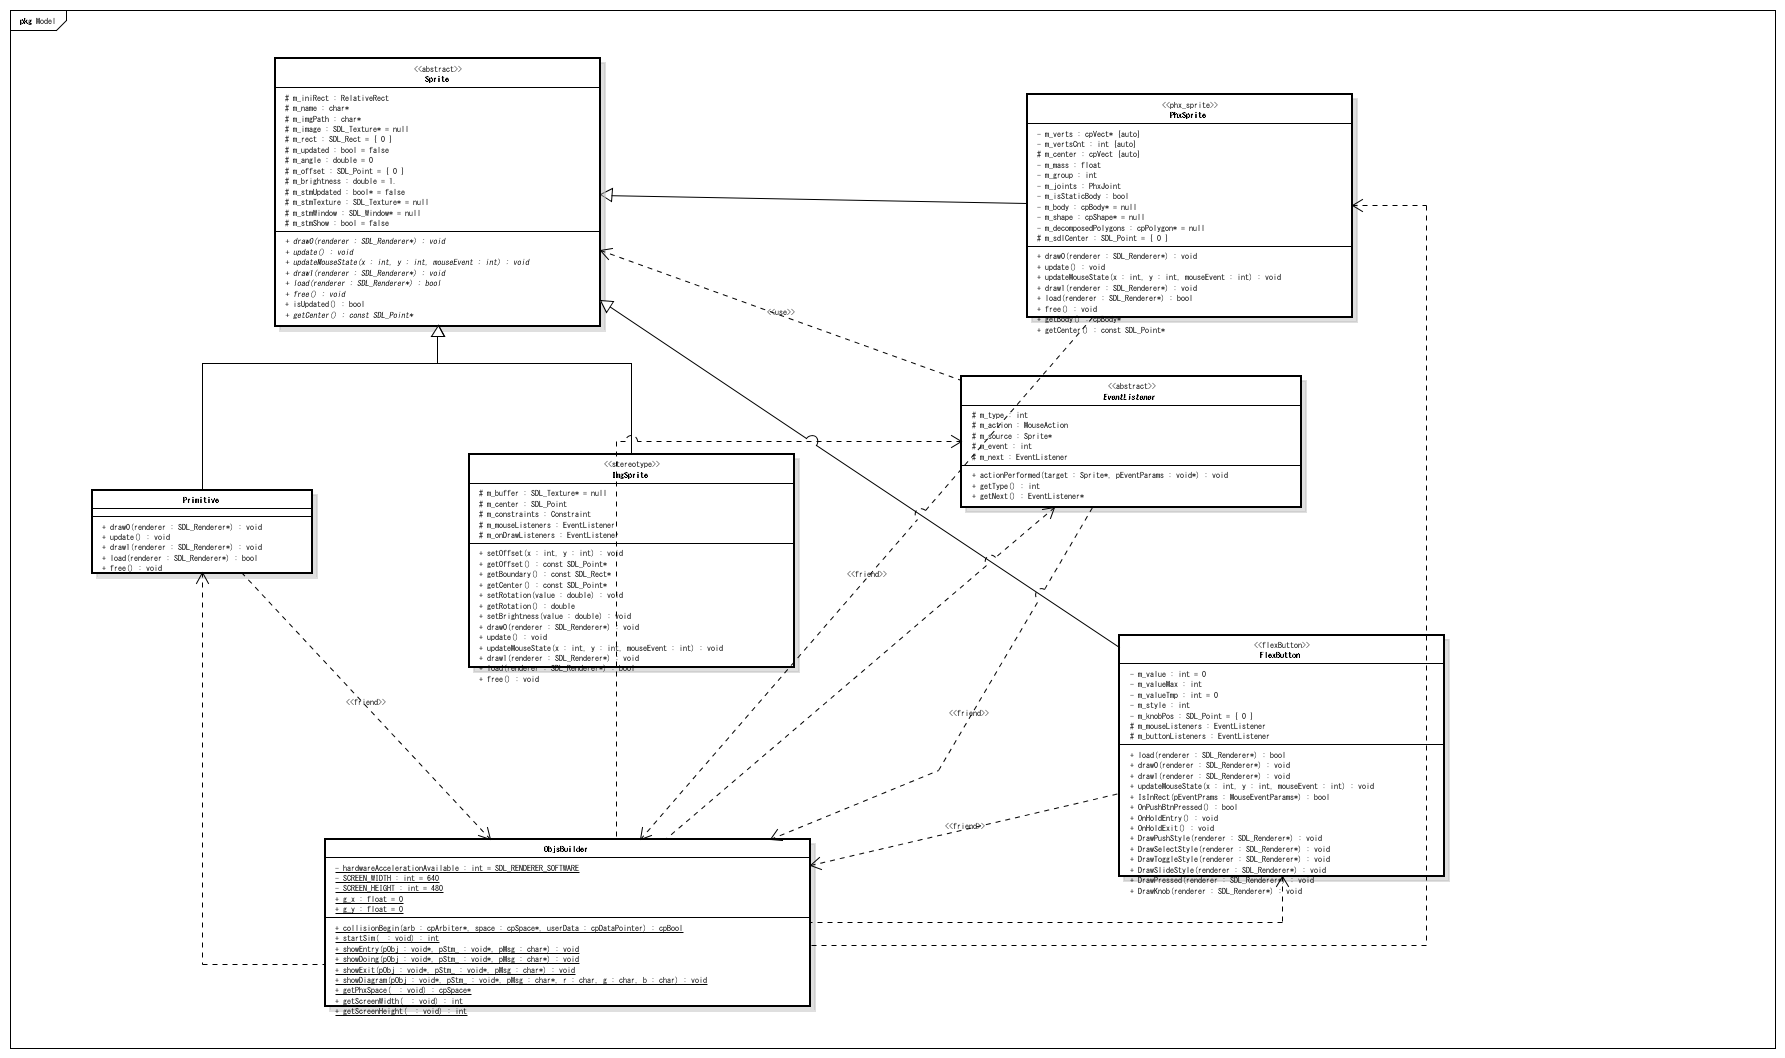 pkg Model
<<abstract>>
Sprite
# m_iniRect : RelativeRect
# m_name : char*
# m_imgPath : char*
# m_image : SDL_Texture* = null
# m_rect : SDL_Rect = [ 0 ]
# m_updated : bool = false
# m_angle : double = 0
# m_offset : SDL_Point = [ 0 ]
# m_brightness : double = 1.
# m_stmUpdated : bool* = false
# m_stmTexture : SDL_Texture* = null
# m_stmWindow : SDL_Window* = null
# m_stmShow : bool = false
+ draw0(renderer : SDL_Renderer*) : void
+ update() : void
+ updateMouseState(x : int, y : int, mouseEvent : int) : void
+ draw1(renderer : SDL_Renderer*) : void
+ load(renderer : SDL_Renderer*) : bool
+ free() : void
+ isUpdated() : bool
+ getCenter() : const SDL_Point*
<<phx_sprite>>
PhxSprite
- m_verts : cpVect* [auto]
- m_vertsCnt : int [auto]
# m_center : cpVect [auto]
- m_mass : float
- m_group : int
- m_joints : PhxJoint
- m_isStaticBody : bool
- m_body : cpBody* = null
- m_shape : cpShape* = null
- m_decomposedPolygons : cpPolygon* = null
# m_sdlCenter : SDL_Point = [ 0 ]
+ draw0(renderer : SDL_Renderer*) : void
+ update() : void
+ updateMouseState(x : int, y : int, mouseEvent : int) : void
+ draw1(renderer : SDL_Renderer*) : void
+ load(renderer : SDL_Renderer*) : bool
+ free() : void
+ getBody() : cpBody*
+ getCenter() : const SDL_Point*
<<use>>
<<abstract>>
EventListener
# m_type : int
# m_action : MouseAction
# m_source : Sprite*
# m_event : int
# m_next : EventListener
+ actionPerformed(target : Sprite*, pEventParams : void*) : void
+ getType() : int
+ getNext() : EventListener*
<<stereotype>>
ImgSprite
# m_buffer : SDL_Texture* = null
# m_center : SDL_Point
# m_constraints : Constraint
# m_mouseListeners : EventListener
# m_onDrawListeners : EventListener
+ setOffset(x : int, y : int) : void
+ getOffset() : const SDL_Point*
+ getBoundary() : const SDL_Rect*
+ getCenter() : const SDL_Point*
+ setRotation(value : double) : void
+ getRotation() : double
+ setBrightness(value : double) : void
+ draw0(renderer : SDL_Renderer*) : void
+ update() : void
+ updateMouseState(x : int, y : int, mouseEvent : int) : void
+ draw1(renderer : SDL_Renderer*) : void
+ load(renderer : SDL_Renderer*) : bool
+ free() : void
Primitive
+ draw0(renderer : SDL_Renderer*) : void
+ update() : void
+ draw1(renderer : SDL_Renderer*) : void
+ load(renderer : SDL_Renderer*) : bool
+ free() : void
<<friend>>
<<friend>>
<<friend>>
<<friend>>
<<flexButton>>
FlexButton
- m_value : int = 0
- m_valueMax : int
- m_valueTmp : int = 0
- m_style : int
- m_knobPos : SDL_Point = [ 0 ]
# m_mouseListeners : EventListener
# m_buttonListeners : EventListener
+ load(renderer : SDL_Renderer*) : bool
+ draw0(renderer : SDL_Renderer*) : void
+ draw1(renderer : SDL_Renderer*) : void
+ updateMouseState(x : int, y : int, mouseEvent : int) : void
+ IsInRect(pEventPrams : MouseEventParams*) : bool
+ OnPushBtnPressed() : bool
+ OnHoldEntry() : void
+ OnHoldExit() : void
+ DrawPushStyle(renderer : SDL_Renderer*) : void
+ DrawSelectStyle(renderer : SDL_Renderer*) : void
+ DrawToggleStyle(renderer : SDL_Renderer*) : void
+ DrawSlideStyle(renderer : SDL_Renderer*) : void
+ DrawPressed(renderer : SDL_Renderer*) : void
+ DrawKnob(renderer : SDL_Renderer*) : void
ObjsBuilder
- hardwareAccelerationAvailable : int = SDL_RENDERER_SOFTWARE
- SCREEN_WIDTH : int = 640
- SCREEN_HEIGHT : int = 480
+ g_x : float = 0
+ g_y : float = 0
+ collisionBegin(arb : cpArbiter*, space : cpSpace*, userData : cpDataPointer) : cpBool
+ startSim( : void) : int
+ showEntry(pObj : void*, pStm_ : void*, pMsg : char*) : void
+ showDoing(pObj : void*, pStm_ : void*, pMsg : char*) : void
+ showExit(pObj : void*, pStm_ : void*, pMsg : char*) : void
+ showDiagram(pObj : void*, pStm_ : void*, pMsg : char*, r : char, g : char, b : char) : void
+ getPhxSpace( : void) : cpSpace*
+ getScreenWidth( : void) : int
+ getScreenHeight( : void) : int